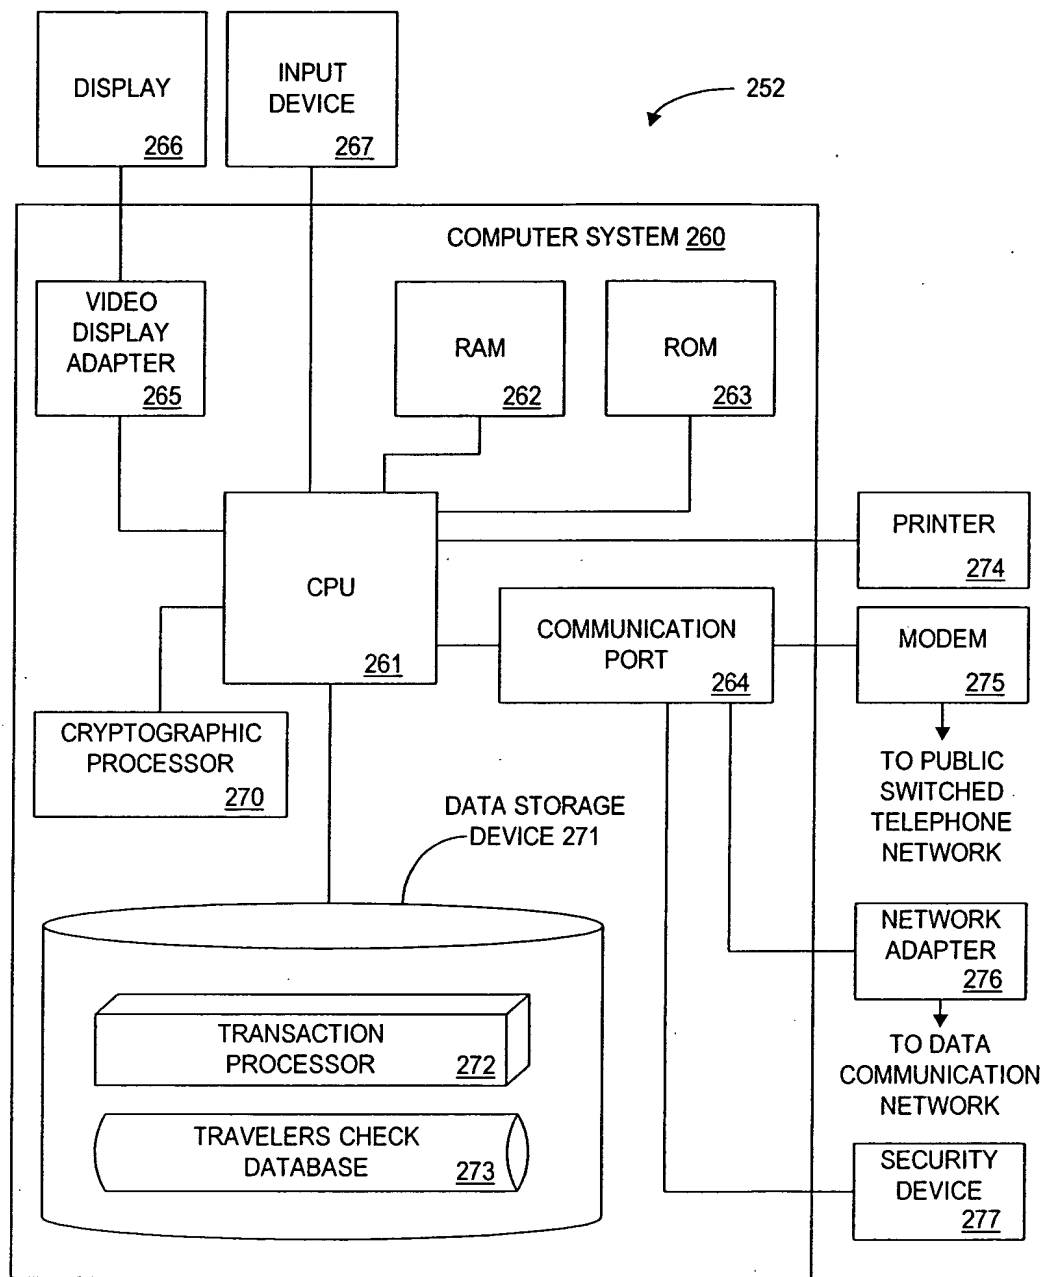 DISPLAY
266
INPUT
DEVICE
267
252
COMPUTER SYSTEM 260
VIDEO
DISPLAY
ADAPTER
265
RAM
262
ROM
263
CPU
261
PRINTER
274
COMMUNICATION
PORT
264
MODEM
275
TO PUBLIC
SWITCHED
TELEPHONE
NETWORK
CRYPTOGRAPHIC
PROCESSOR
270
DATA STORAGE
DEVICE 271
NETWORK
ADAPTER
276
TO DATA
COMMUNICATION
NETWORK
TRANSACTION
PROCESSOR
272
TRAVELERS CHECK
DATABASE
273
SECURITY
DEVICE
277